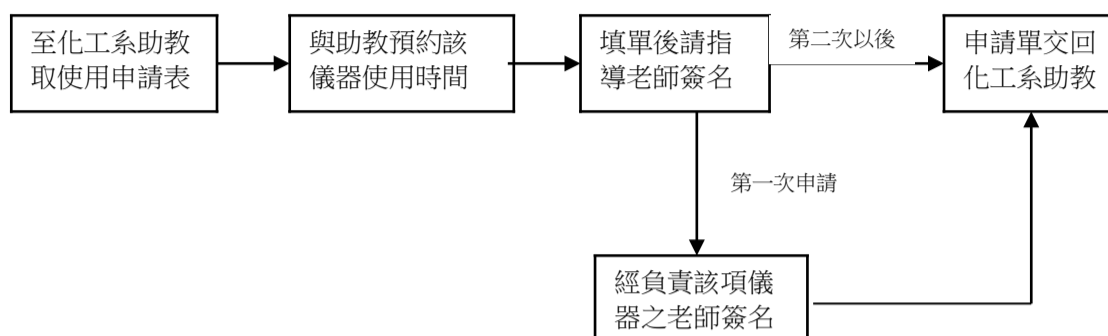 至化工系助教
取使用申請表
與助教預約該
儀器使用時間
填單後請指
導老師簽名
第二次以後
申請單交回
化工系助教
第一次申請
經負責該項儀
器之老師簽名